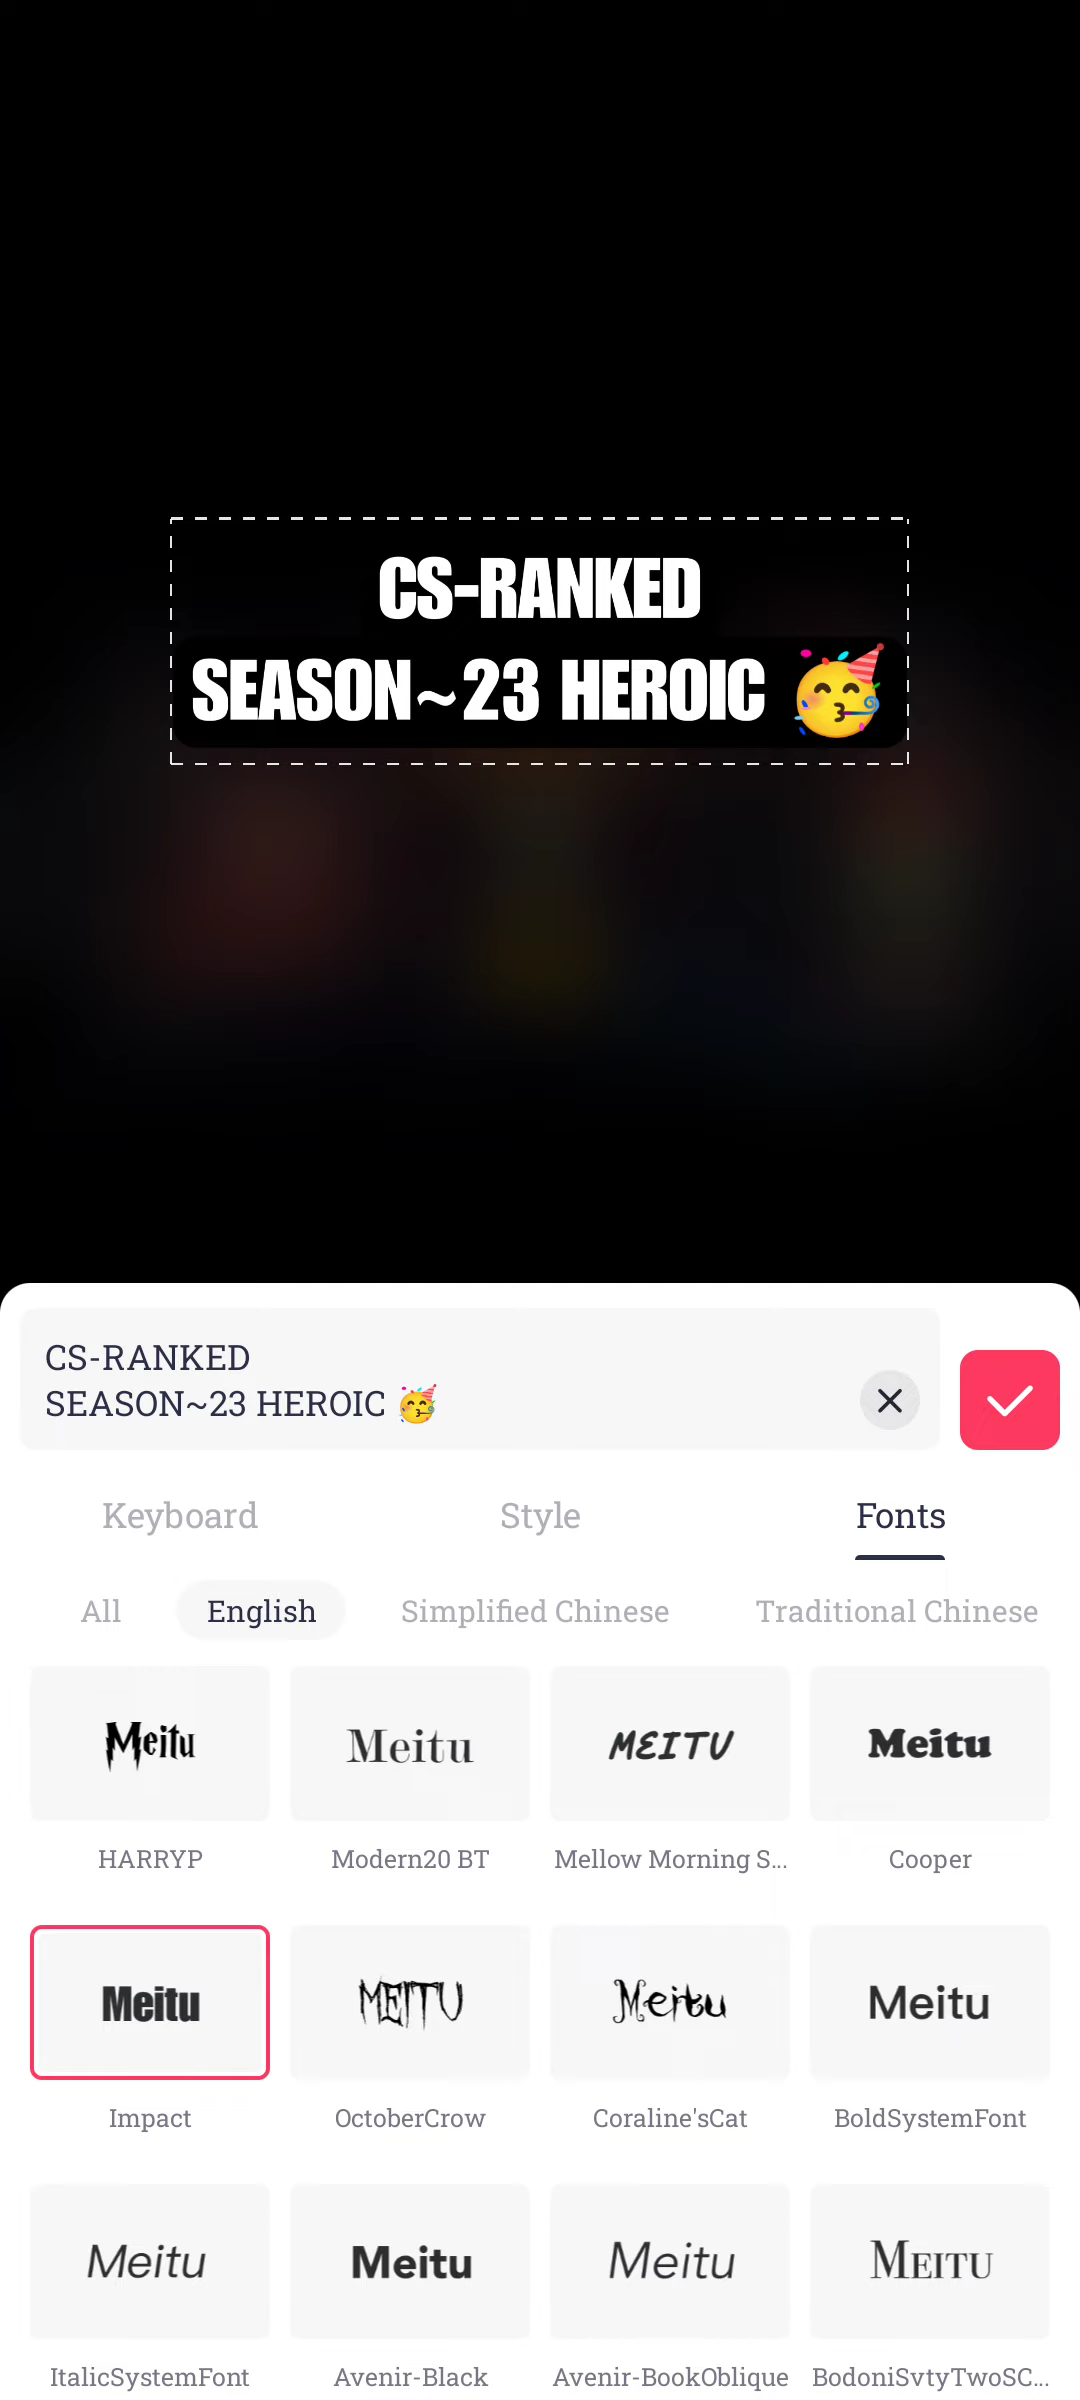 CS-RANKED
SEASON~23 HEROIC 🥳
CS-RANKED
SEASON~23 HEROIC 🥳
Keyboard Style Fonts
All English Simplified Chinese Traditional Chinese
Meitu Meitu MEITU Meitu
HARRYP Modern20 BT Mellow Morning S... Cooper
Meitu MEITU Meitu Meitu
Impact OctoberCrow Coraline'sCat BoldSystemFont
Meitu Meitu Meitu MEITU
ItalicSystemFont Avenir-Black Avenir-BookOblique BodoniSvtyTwoSC...